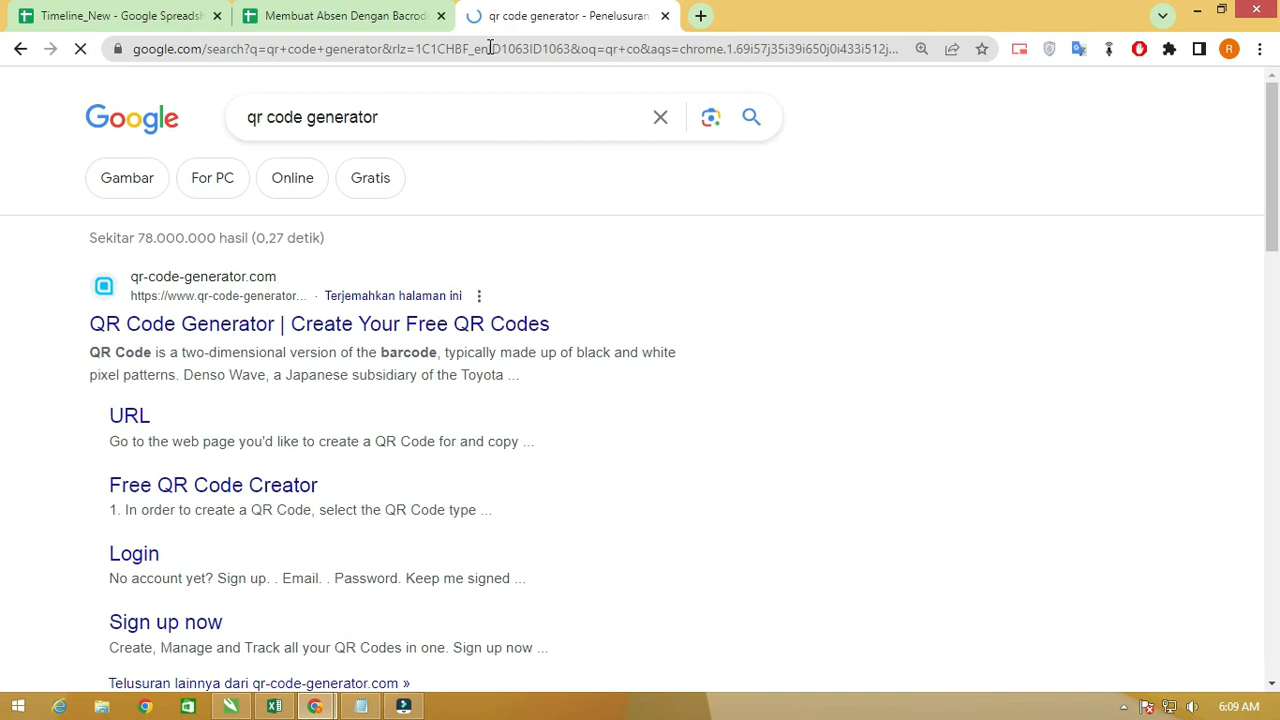 Timeline_New - Google Spreadsh
Membuat Absen Dengan Bacrode
qr code generator - Penelusuran
google.com/search?q=qr+code+generator&rlz=1C1CHBF_enID1063ID1063&oq=qr+co&aqs=chrome.1.69i57j35i39i650j0i433i512j...
R
Google
qr code generator
Gambar
For PC
Online
Gratis
Sekitar 78.000.000 hasil (0,27 detik)
qr-code-generator.com
https://www.qr-code-generator... · Terjemahkan halaman ini
QR Code Generator | Create Your Free QR Codes
QR Code is a two-dimensional version of the barcode, typically made up of black and white
pixel patterns. Denso Wave, a Japanese subsidiary of the Toyota ...
URL
Go to the web page you'd like to create a QR Code for and copy ...
Free QR Code Creator
1. In order to create a QR Code, select the QR Code type ...
Login
No account yet? Sign up. . Email. . Password. Keep me signed ...
Sign up now
Create, Manage and Track all your QR Codes in one. Sign up now ...
Telusuran lainnya dari qr-code-generator.com »
6:09 AM